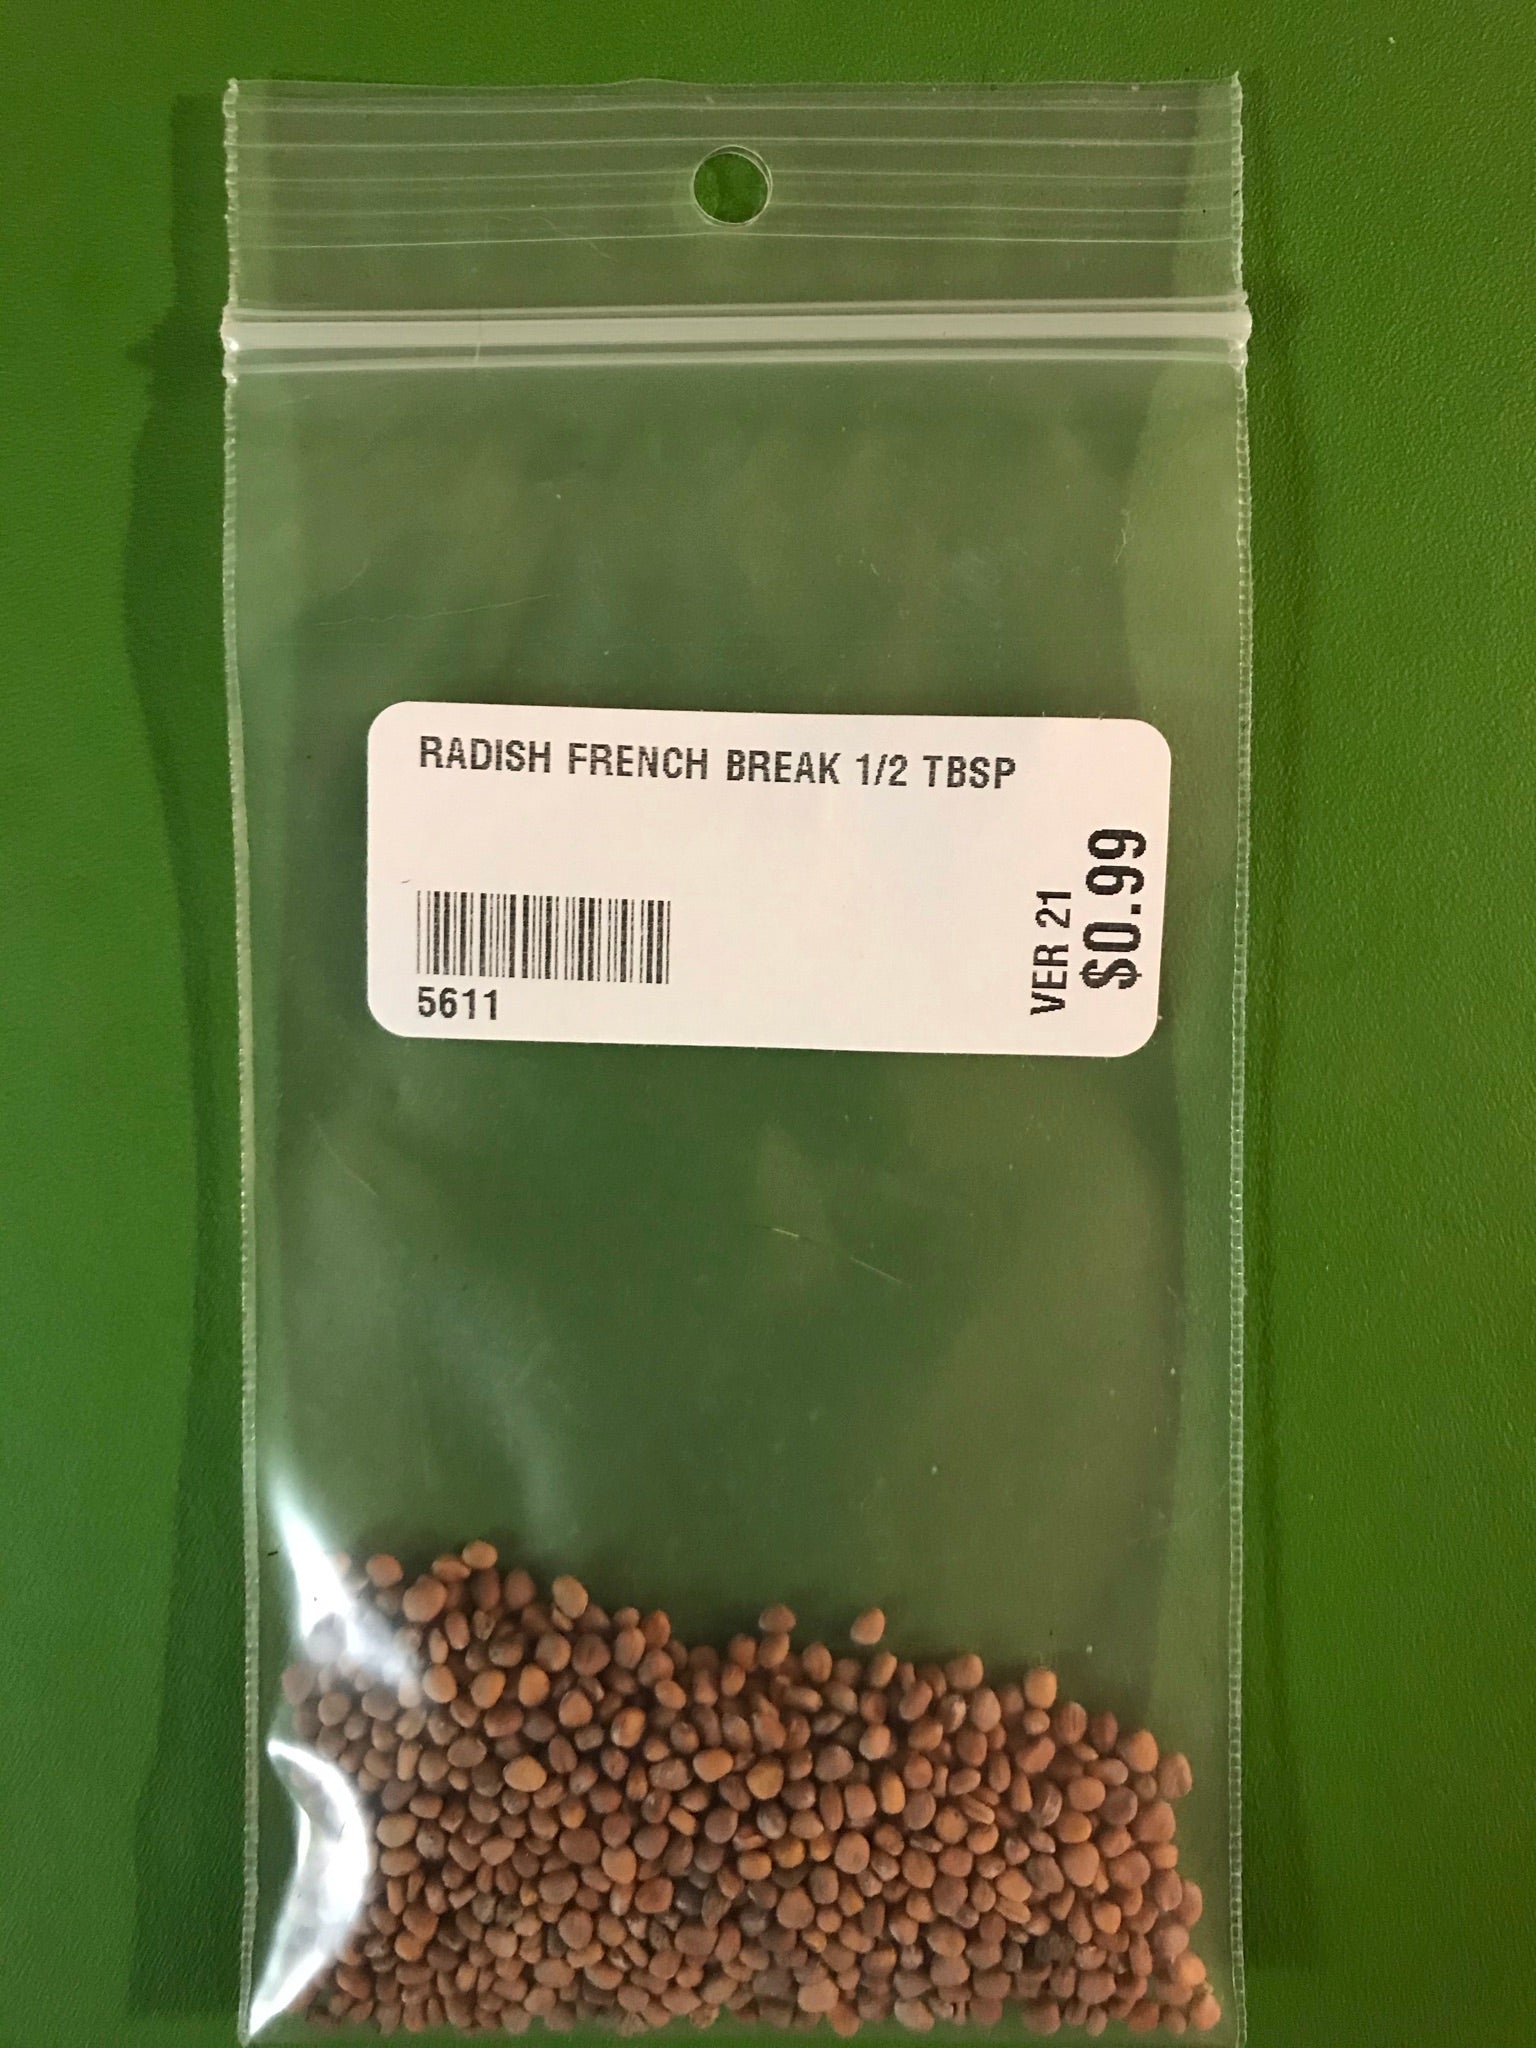 RADISH FRENCH BREAK 1/2 TBSP
5611
VER 21
$0.99